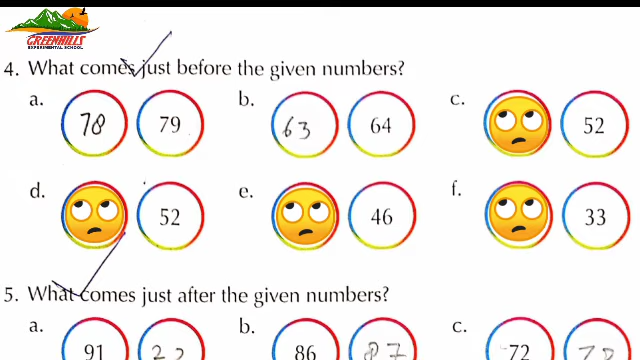 GREENHILLS
EXPERIMENTAL SCHOOL
4. What comes just before the given numbers?
a. 78 79 b. 63 64 c. 52
d. 52 e. 46 f. 33
5. What comes just after the given numbers?
a. b. c.
91 86 87 72